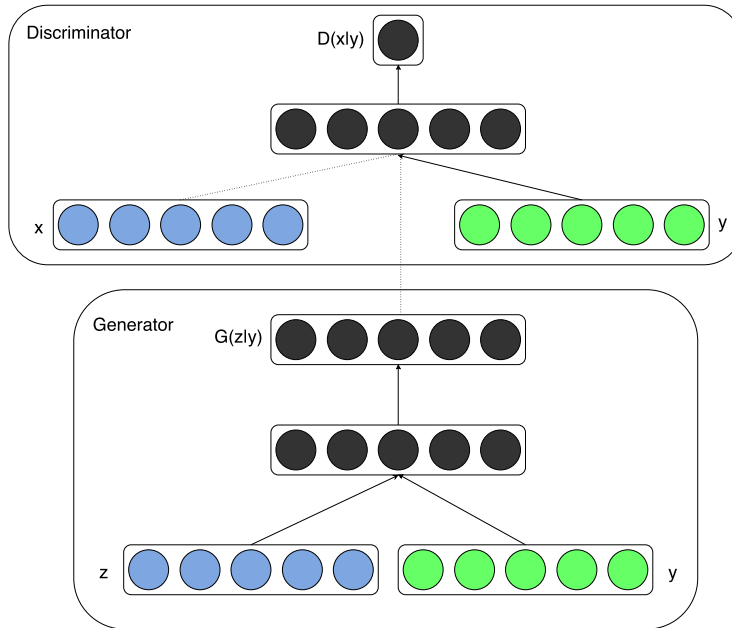 Discriminator
D(x|y)
x
y
Generator
G(z|y)
z
y